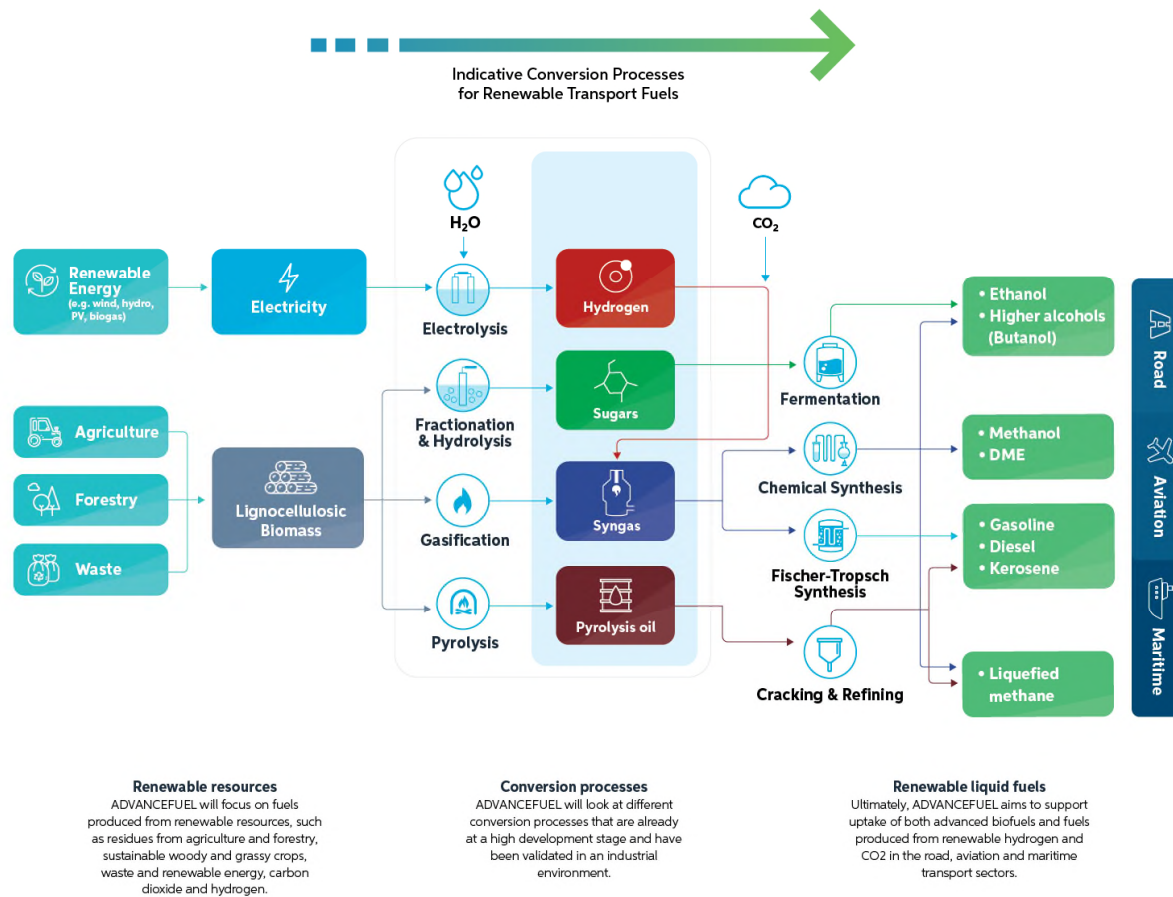 Indicative Conversion Processes
for Renewable Transport Fuels
H₂O
CO₂
Renewable
Energy
(e.g. wind, hydro,
PV, biogas)
Electricity
Electrolysis
Hydrogen
Agriculture
Forestry
Waste
Lignocellulosic
Biomass
Fractionation
& Hydrolysis
Sugars
Gasification
Syngas
Pyrolysis
Pyrolysis oil
Fermentation
Chemical Synthesis
Fischer-Tropsch
Synthesis
Cracking & Refining
• Ethanol
• Higher alcohols
(Butanol)
• Methanol
• DME
• Gasoline
• Diesel
• Kerosene
• Liquefied
methane
Road
Aviation
Maritime
Renewable resources
ADVANCEFUEL will focus on fuels
produced from renewable resources, such
as residues from agriculture and forestry,
sustainable woody and grassy crops,
waste and renewable energy, carbon
dioxide and hydrogen.
Conversion processes
ADVANCEFUEL will look at different
conversion processes that are already
at a high development stage and have
been validated in an industrial
environment.
Renewable liquid fuels
Ultimately, ADVANCEFUEL aims to support
uptake of both advanced biofuels and fuels
produced from renewable hydrogen and
CO2 in the road, aviation and maritime
transport sectors.